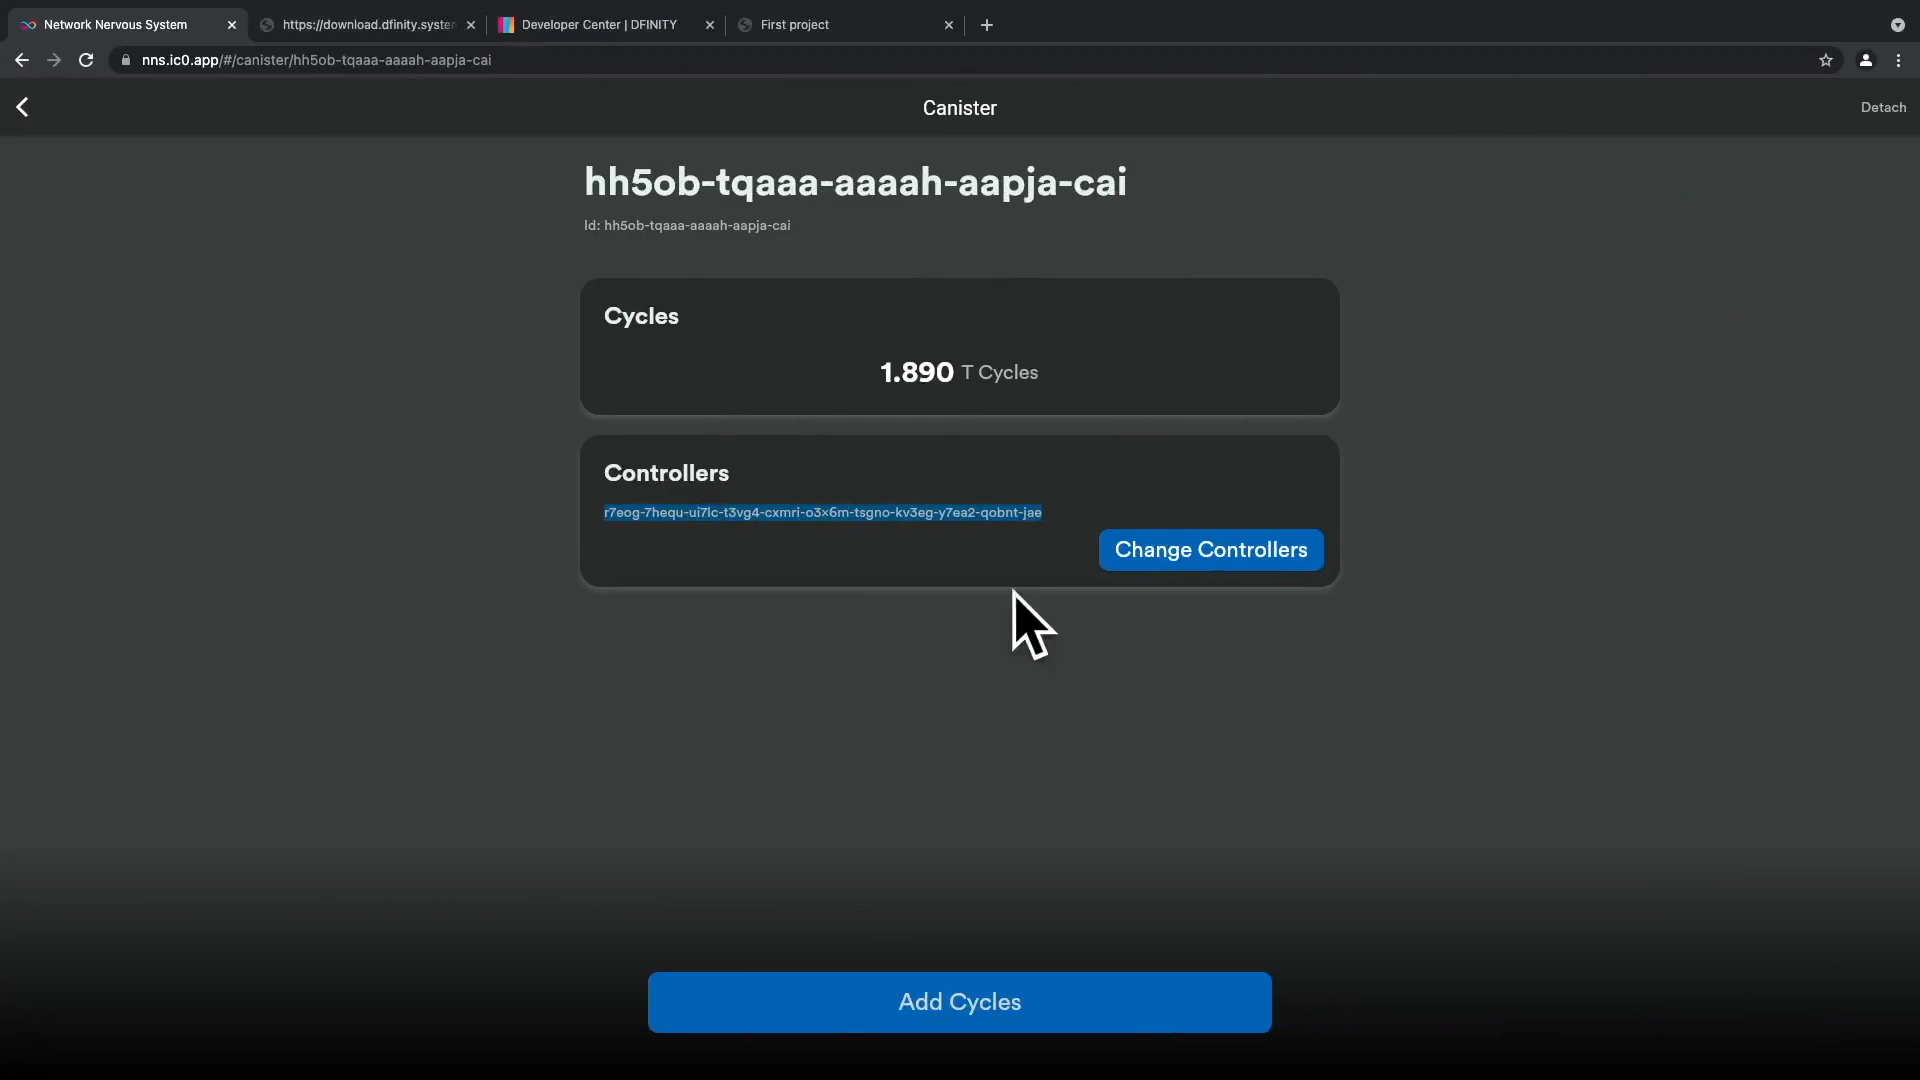 Network Nervous System
https://download.dfinity.syster
Developer Center | DFINITY
First project
nns.ic0.app/#/canister/hh5ob-tqaaa-aaaah-aapja-cai
Canister
Detach
hh5ob-tqaaa-aaaah-aapja-cai
Id: hh5ob-tqaaa-aaaah-aapja-cai
Cycles
1.890 T Cycles
Controllers
r7eog-7hequ-ui7lc-t3vg4-cxmri-o3x6m-tsgno-kv3eg-y7ea2-qobnt-jae
Change Controllers
Add Cycles